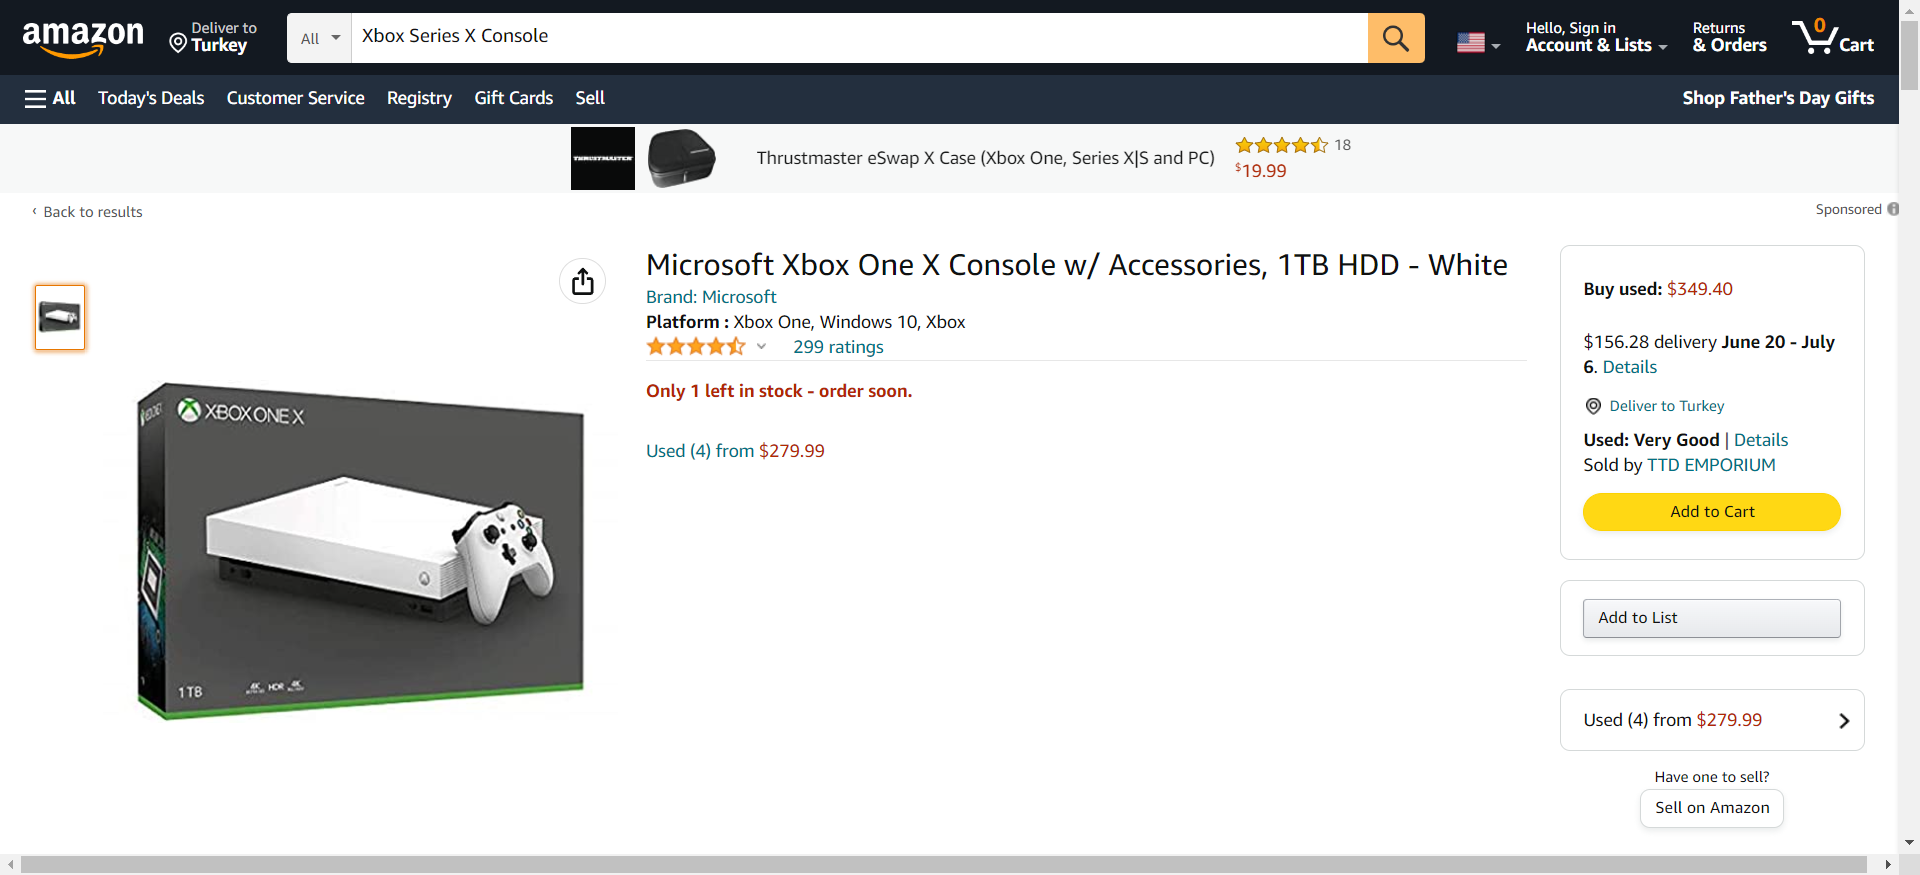 amazon
Deliver to
Turkey
All
Xbox Series X Console
Hello, Sign in
Account & Lists
Returns
& Orders
0
Cart
All
Today's Deals
Customer Service
Registry
Gift Cards
Sell
Shop Father's Day Gifts
THRUSTMASTER
Thrustmaster eSwap X Case (Xbox One, Series X|S and PC)
18
$19.99
‹ Back to results
Sponsored
Microsoft Xbox One X Console w/ Accessories, 1TB HDD - White
Brand: Microsoft
Platform : Xbox One, Windows 10, Xbox
299 ratings
Only 1 left in stock - order soon.
Used (4) from $279.99
XBOX ONE X
1TB
4K
HDR
4K
Buy used: $349.40
$156.28 delivery June 20 - July
6. Details
Deliver to Turkey
Used: Very Good | Details
Sold by TTD EMPORIUM
Add to Cart
Add to List
Used (4) from $279.99
Have one to sell?
Sell on Amazon